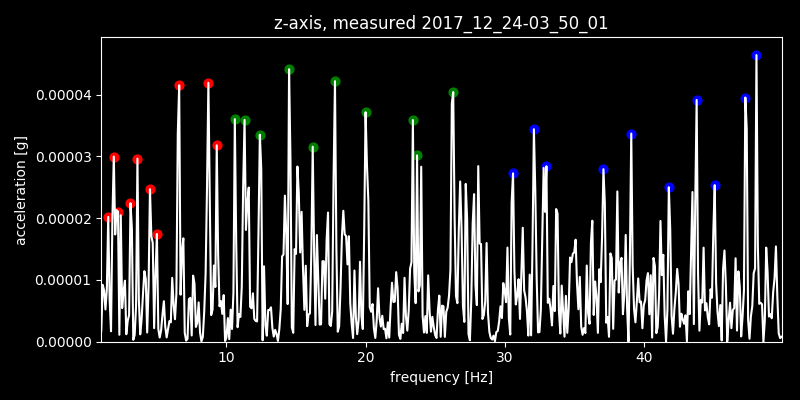 z-axis, measured 2017_12_24-03_50_01
0.00004
0.00003
0.00002
0.00001
0.00000
acceleration [g]
10 20 30 40
frequency [Hz]